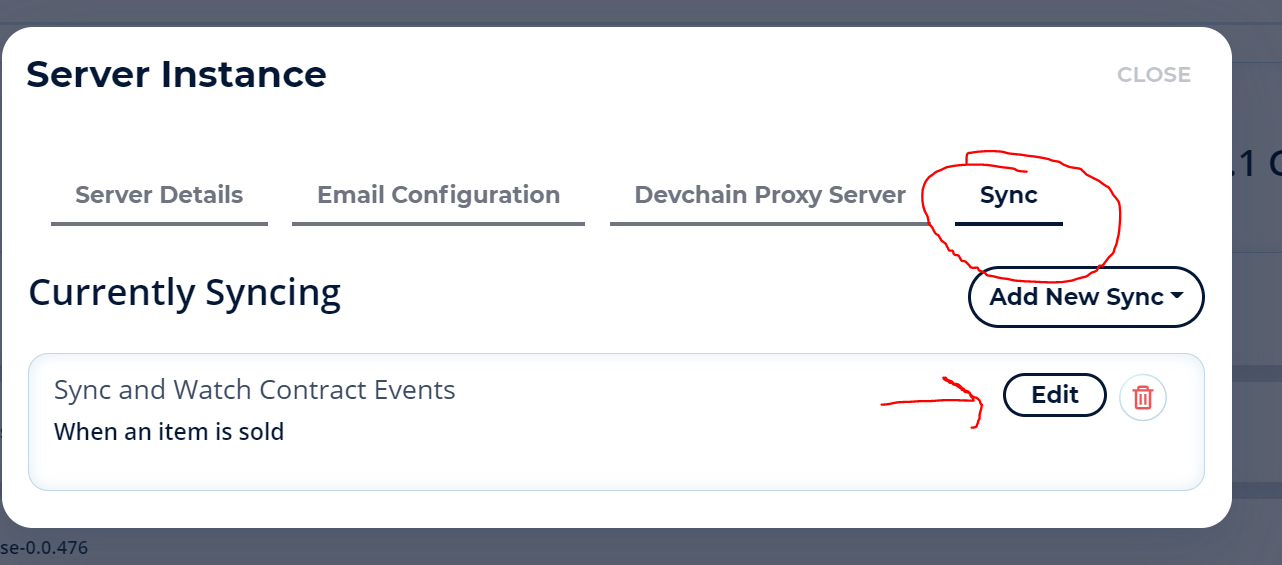 Server Instance
CLOSE
.1 C
Server Details
Email Configuration
Devchain Proxy Server
Sync
Currently Syncing
Add New Sync
Sync and Watch Contract Events
Edit
When an item is sold
se-0.0.476